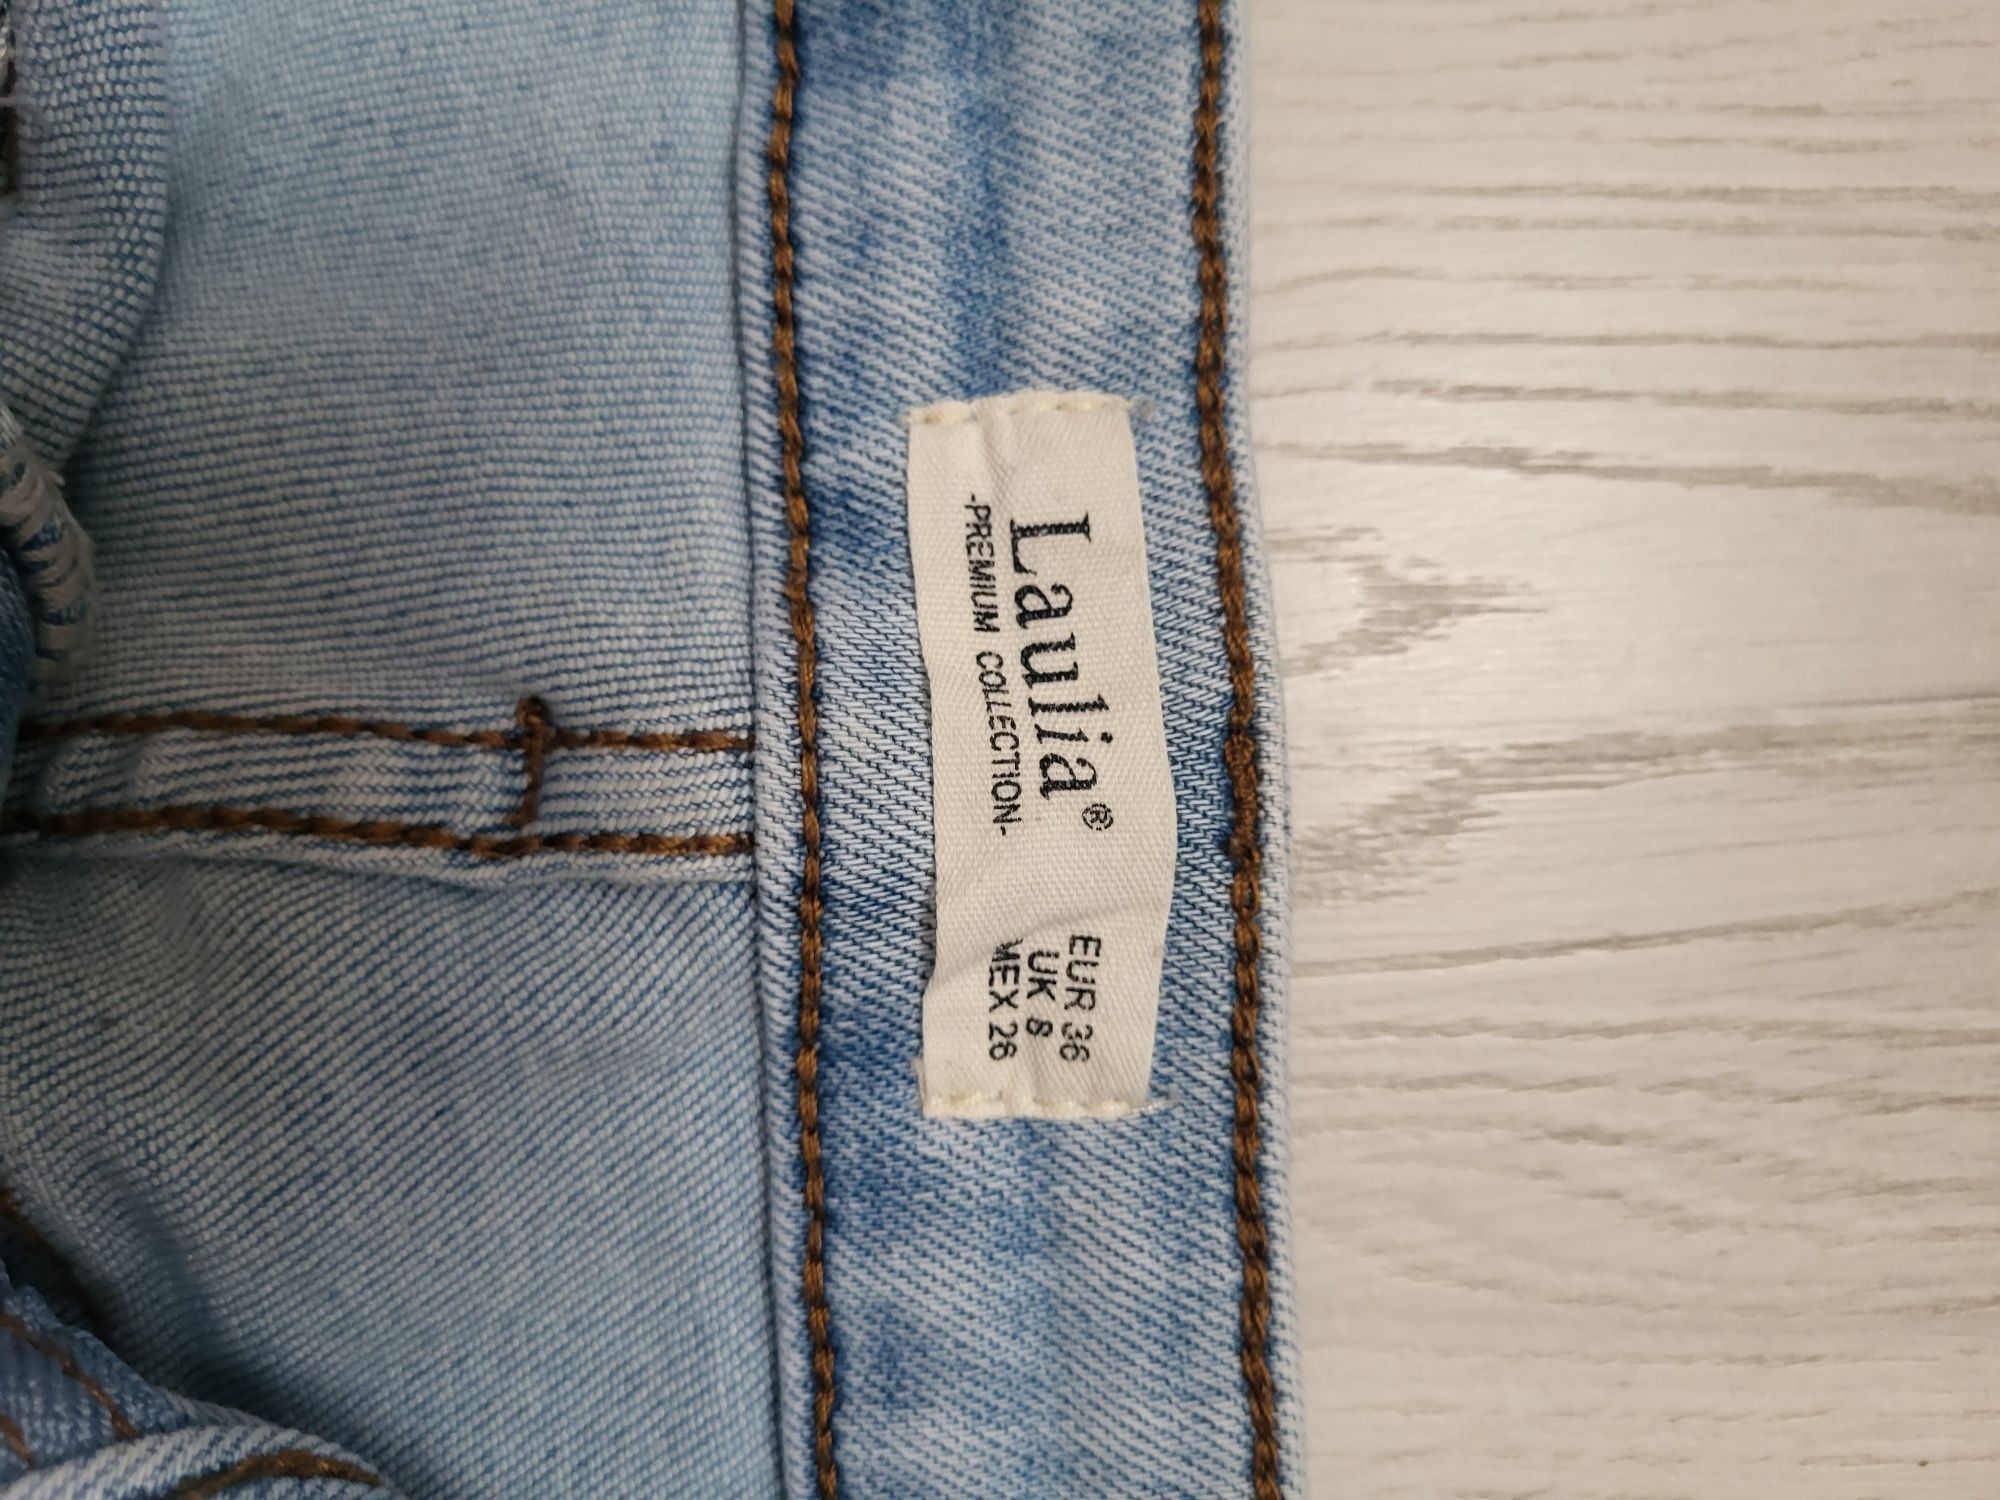 Laulia®
-PREMIUM COLLECTION-
EUR 36
UK 8
MEX 26